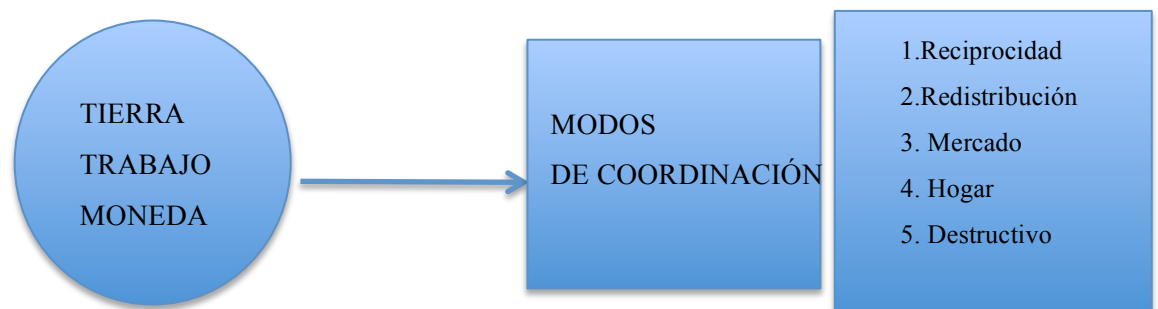 TIERRA
TRABAJO
MONEDA
MODOS
DE COORDINACIÓN
1.Reciprocidad
2.Redistribución
3. Mercado
4. Hogar
5. Destructivo